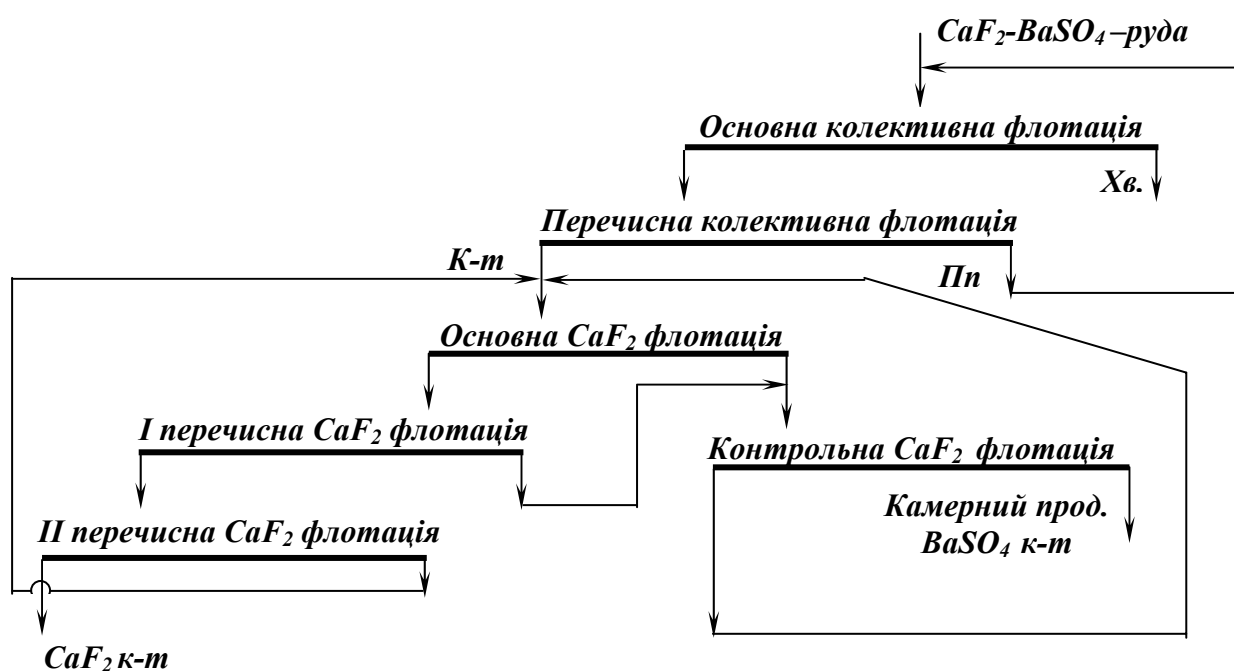 CaF2-BaSO4 –руда
Основна колективна флотація
Хв.
Перечисна колективна флотація
К-т
Пп
Основна CaF2 флотація
І перечисна CaF2 флотація
Контрольна CaF2 флотація
Камерний прод.
BaSO4 к-т
ІІ перечисна CaF2 флотація
CaF2 к-т